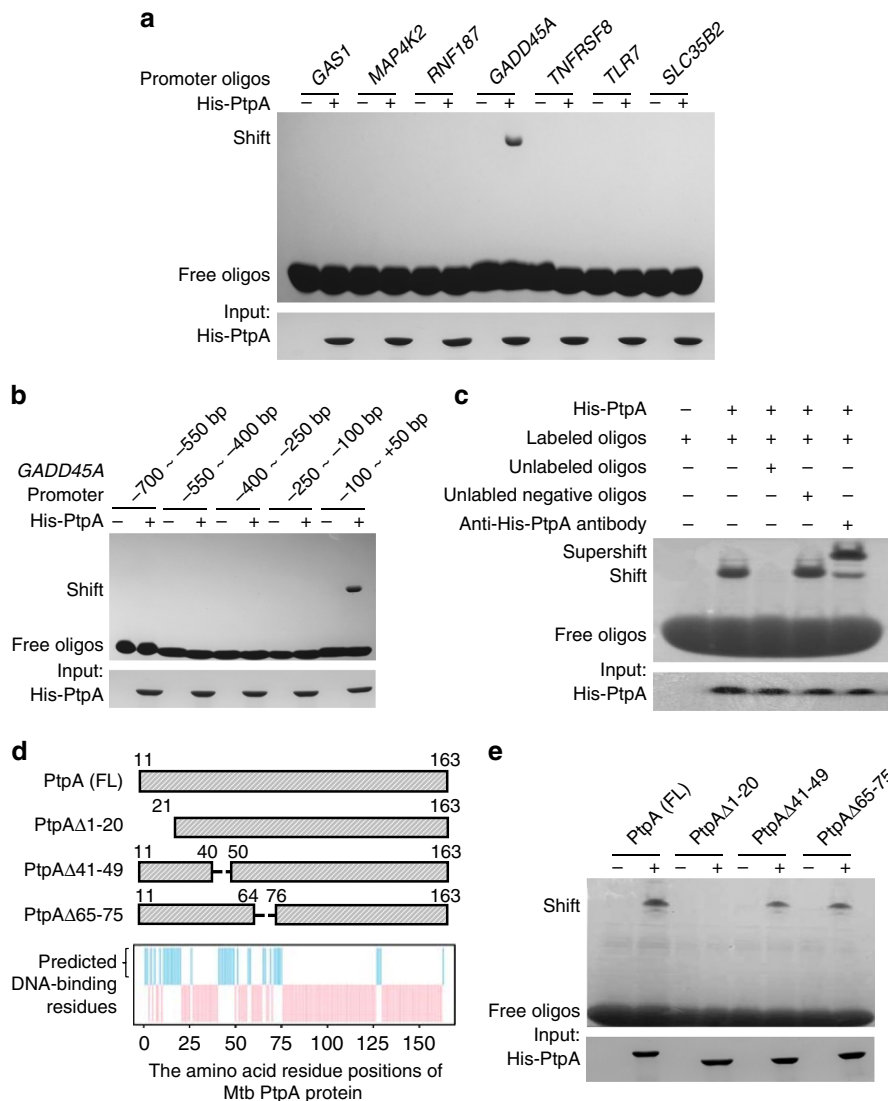 a
Promoter oligos GAS1 MAP4K2 RNF187 GADD45A TNFRSF8 TLR7 SLC35B2
His-PtpA – + – + – + – + – + – + – +
Shift
Free oligos
Input:
His-PtpA
b
GADD45A
Promoter
–700 ~ –550 bp –550 ~ –400 bp –400 ~ –250 bp –250 ~ –100 bp –100 ~ +50 bp
His-PtpA – + – + – + – + – +
Shift
Free oligos
Input:
His-PtpA
c
His-PtpA – + + + +
Labeled oligos + + + + +
Unlabeled oligos – – + – –
Unlabled negative oligos – – – + –
Anti-His-PtpA antibody – – – – +
Supershift
Shift
Free oligos
Input:
His-PtpA
d
11 163
PtpA (FL)
21 163
PtpAΔ1-20
11 40 50 163
PtpAΔ41-49
11 64 76 163
PtpAΔ65-75
Predicted
DNA-binding
residues
0 25 50 75 100 125 150
The amino acid residue positions of
Mtb PtpA protein
e
PtpA (FL) PtpAΔ1-20 PtpAΔ41-49 PtpAΔ65-75
– + – + – + – +
Shift
Free oligos
Input:
His-PtpA